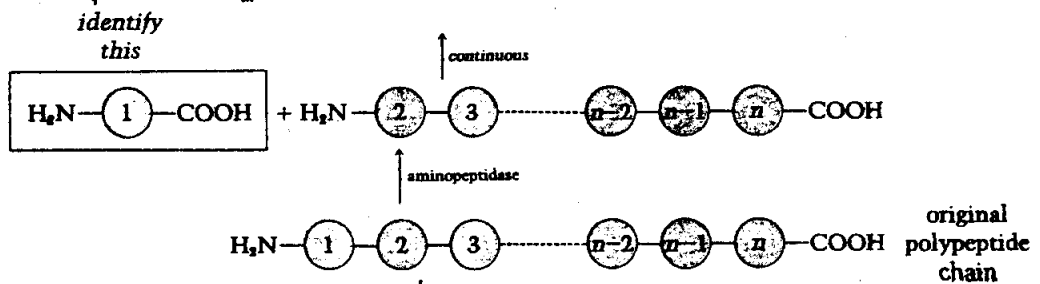 identify
this
continuous
H₂N—1—COOH + H₂N—2—3 n−2—n−1—n—COOH
aminopeptidase
H₂N—1—2—3 n−2—n−1—n—COOH
original
polypeptide
chain